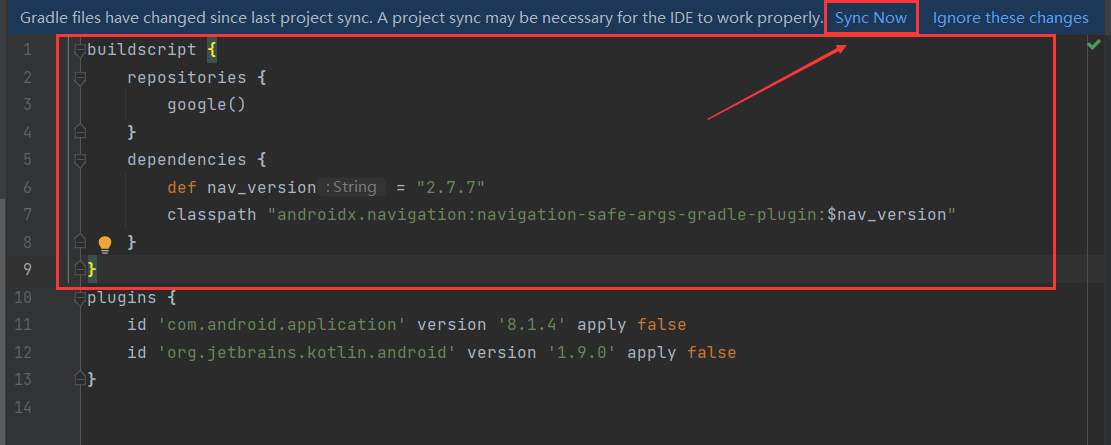 Gradle files have changed since last project sync. A project sync may be necessary for the IDE to work properly. Sync Now Ignore these changes
1 buildscript {
2 repositories {
3 google()
4 }
5 dependencies {
6 def nav_version : String = "2.7.7"
7 classpath "androidx.navigation:navigation-safe-args-gradle-plugin:$nav_version"
8 }
9 }
10 plugins {
11 id 'com.android.application' version '8.1.4' apply false
12 id 'org.jetbrains.kotlin.android' version '1.9.0' apply false
13 }
14